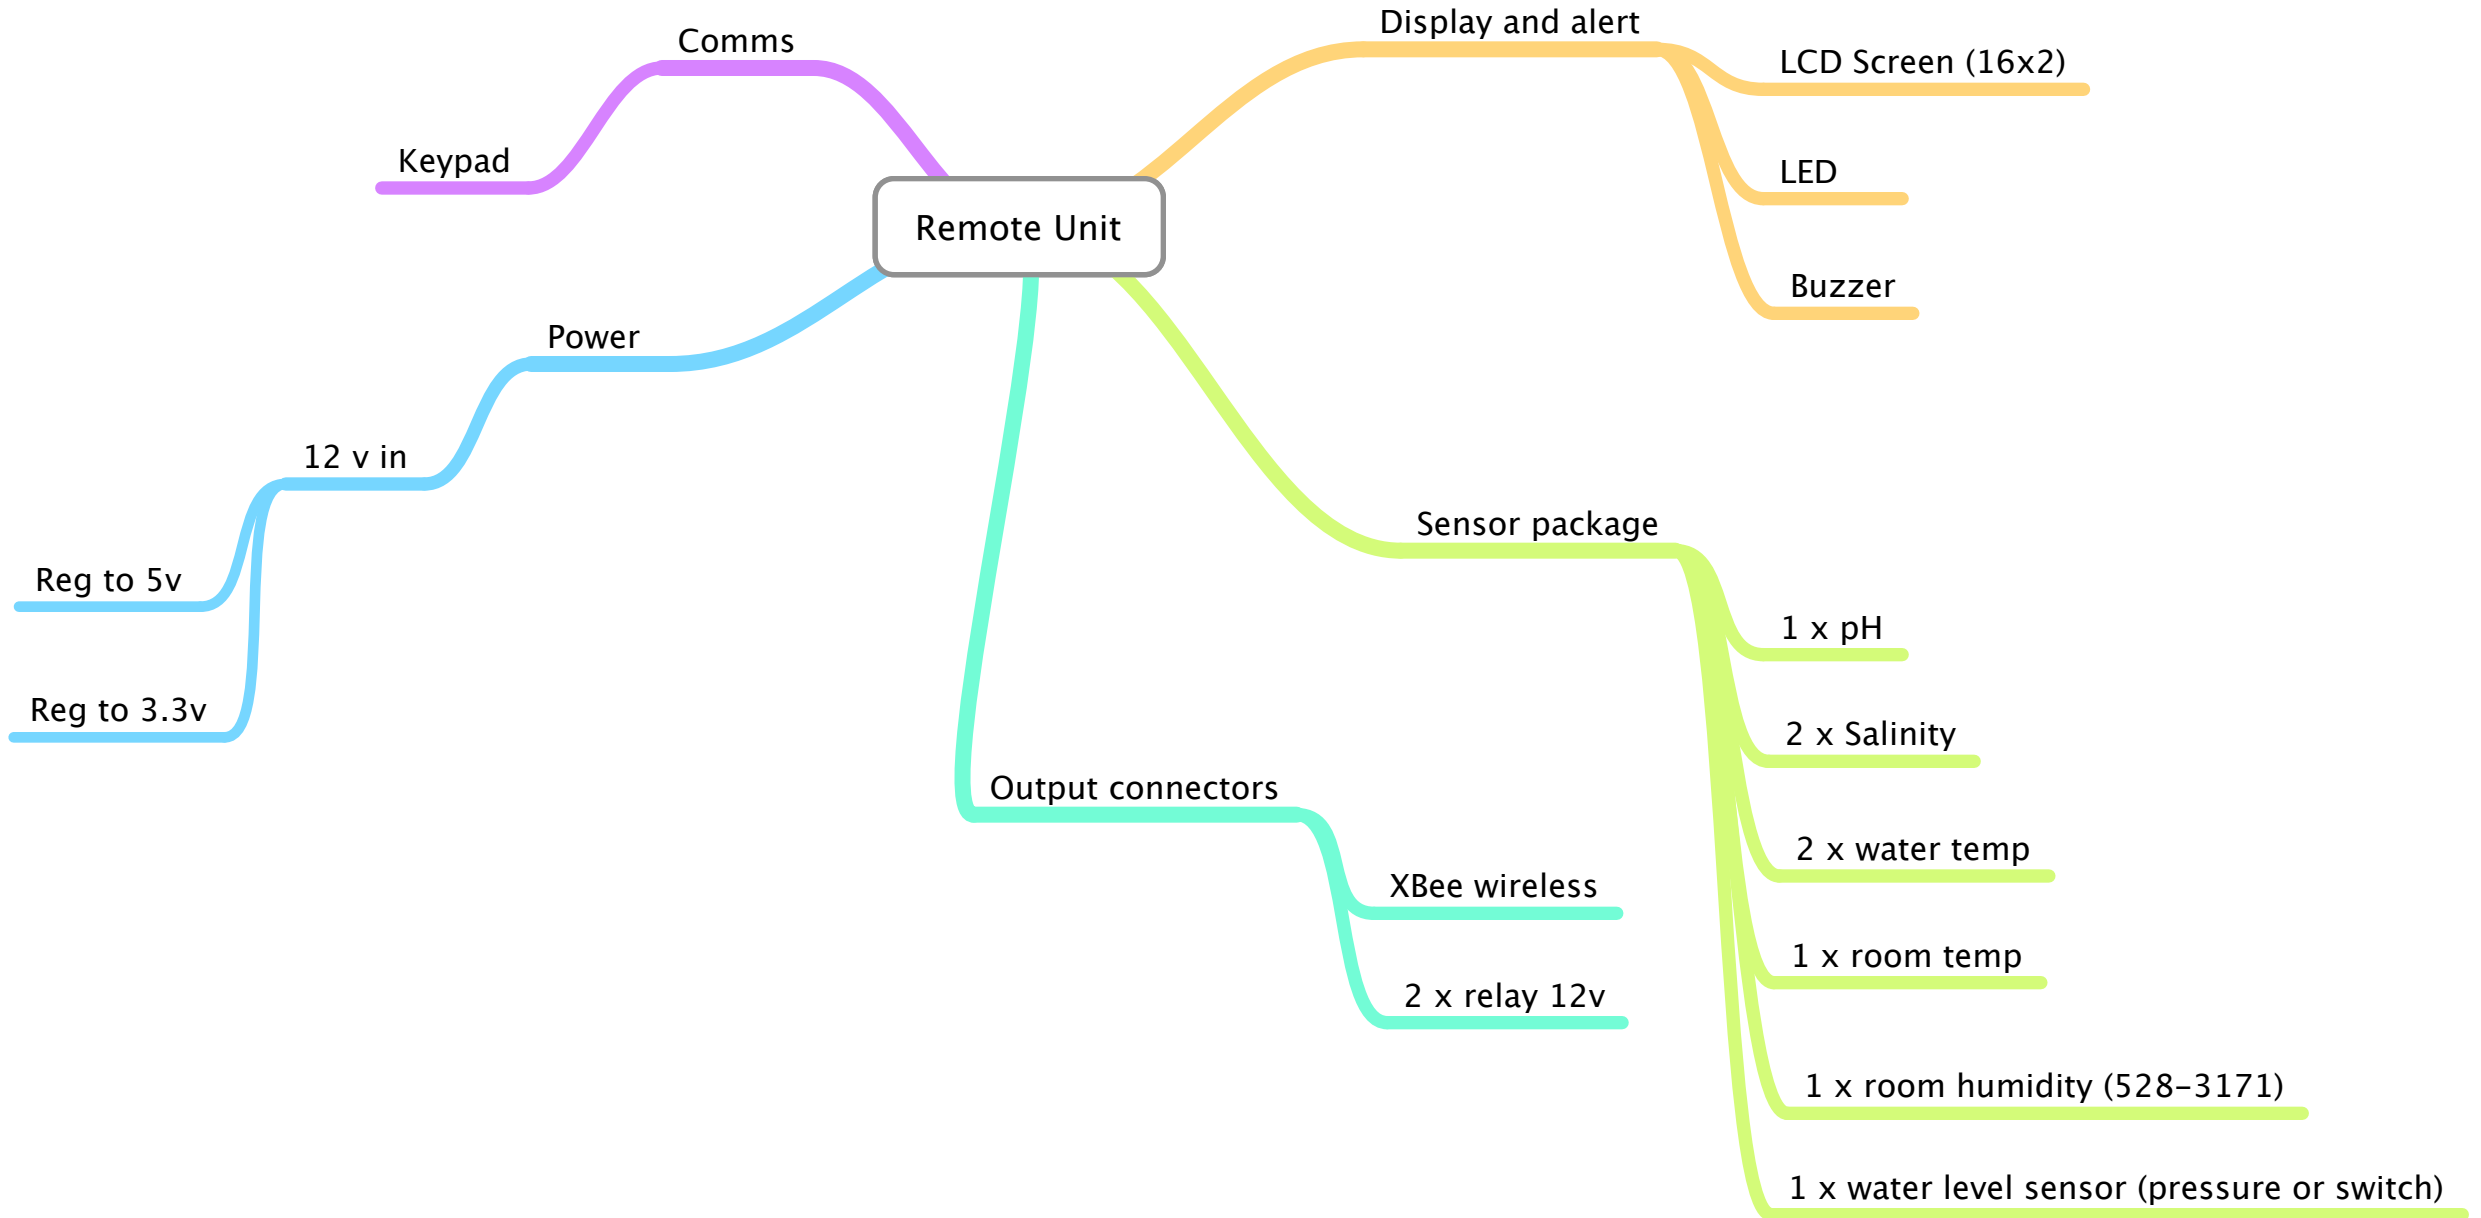 Remote Unit
Comms
Keypad
Power
12 v in
Reg to 5v
Reg to 3.3v
Display and alert
LCD Screen (16x2)
LED
Buzzer
Sensor package
1 x pH
2 x Salinity
2 x water temp
1 x room temp
1 x room humidity (528-3171)
1 x water level sensor (pressure or switch)
Output connectors
XBee wireless
2 x relay 12v